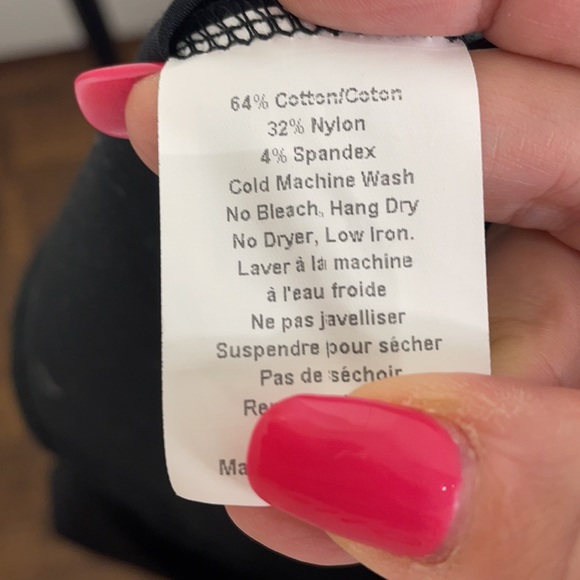 64% Cotton/Coton
32% Nylon
4% Spandex
Cold Machine Wash
No Bleach, Hang Dry
No Dryer, Low Iron.
Laver à la machine
à l'eau froide
Ne pas javelliser
Suspendre pour sécher
Pas de séchoir